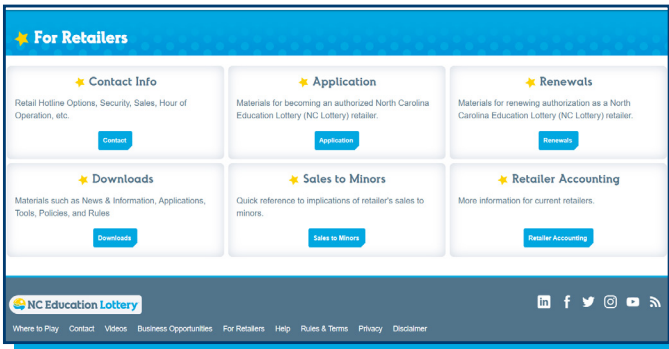 For Retailers
Contact Info
Retail Hotline Options, Security, Sales, Hour of
Operation, etc.
Contact
Application
Materials for becoming an authorized North Carolina
Education Lottery (NC Lottery) retailer.
Application
Renewals
Materials for renewing authorization as a North
Carolina Education Lottery (NC Lottery) retailer.
Renewals
Downloads
Materials such as News & Information, Applications,
Tools, Policies, and Rules
Downloads
Sales to Minors
Quick reference to implications of retailer's sales to
minors.
Sales to Minors
Retailer Accounting
More information for current retailers.
Retailer Accounting
NC Education Lottery
Where to Play Contact Videos Business Opportunities For Retailers Help Rules & Terms Privacy Disclaimer